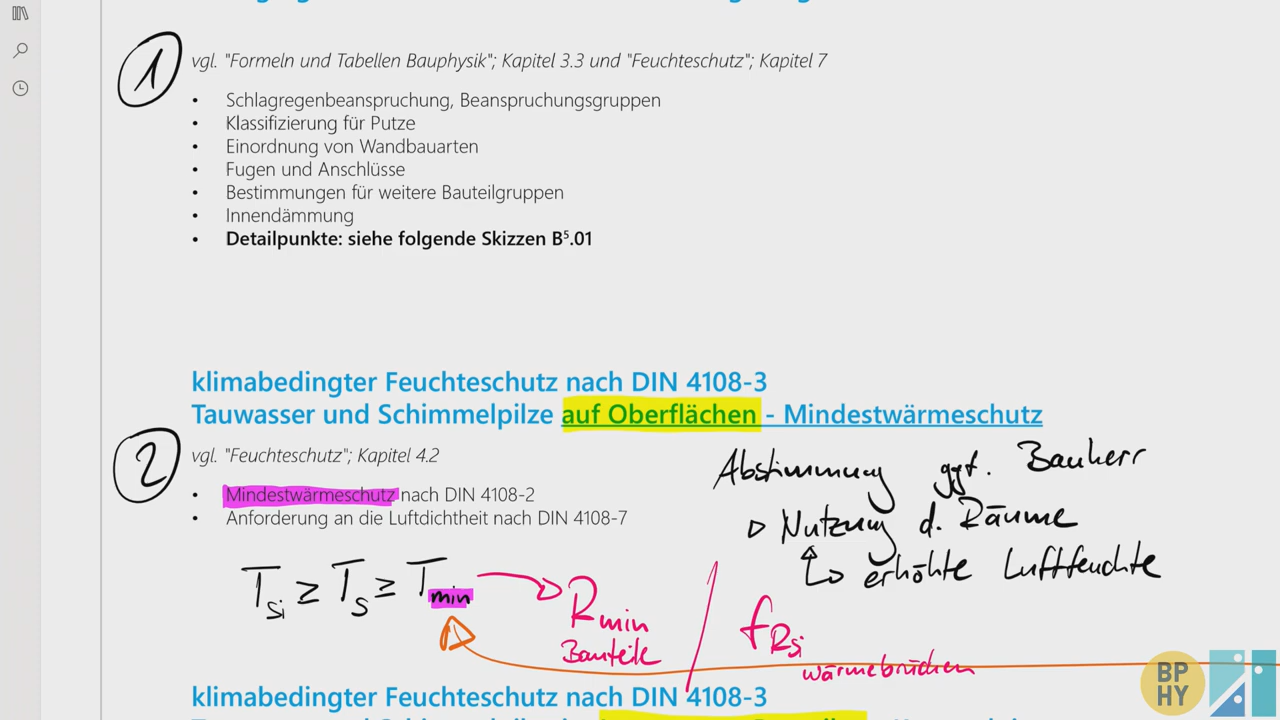 1
vgl. "Formeln und Tabellen Bauphysik"; Kapitel 3.3 und "Feuchteschutz"; Kapitel 7
• Schlagregenbeanspruchung, Beanspruchungsgruppen
• Klassifizierung für Putze
• Einordnung von Wandbauarten
• Fugen und Anschlüsse
• Bestimmungen für weitere Bauteilgruppen
• Innendämmung
• Detailpunkte: siehe folgende Skizzen B⁵.01
klimabedingter Feuchteschutz nach DIN 4108-3
Tauwasser und Schimmelpilze auf Oberflächen - Mindestwärmeschutz
2
vgl. "Feuchteschutz"; Kapitel 4.2
• Mindestwärmeschutz nach DIN 4108-2
• Anforderung an die Luftdichtheit nach DIN 4108-7
Abstimmung ggf. Bauherr
Nutzung d. Räume
erhöhte Luftfeuchte
Tsi ≥ Ts ≥ Tmin
Rmin
Bauteile
fRsi
wärmebrücken
klimabedingter Feuchteschutz nach DIN 4108-3
BP
HY